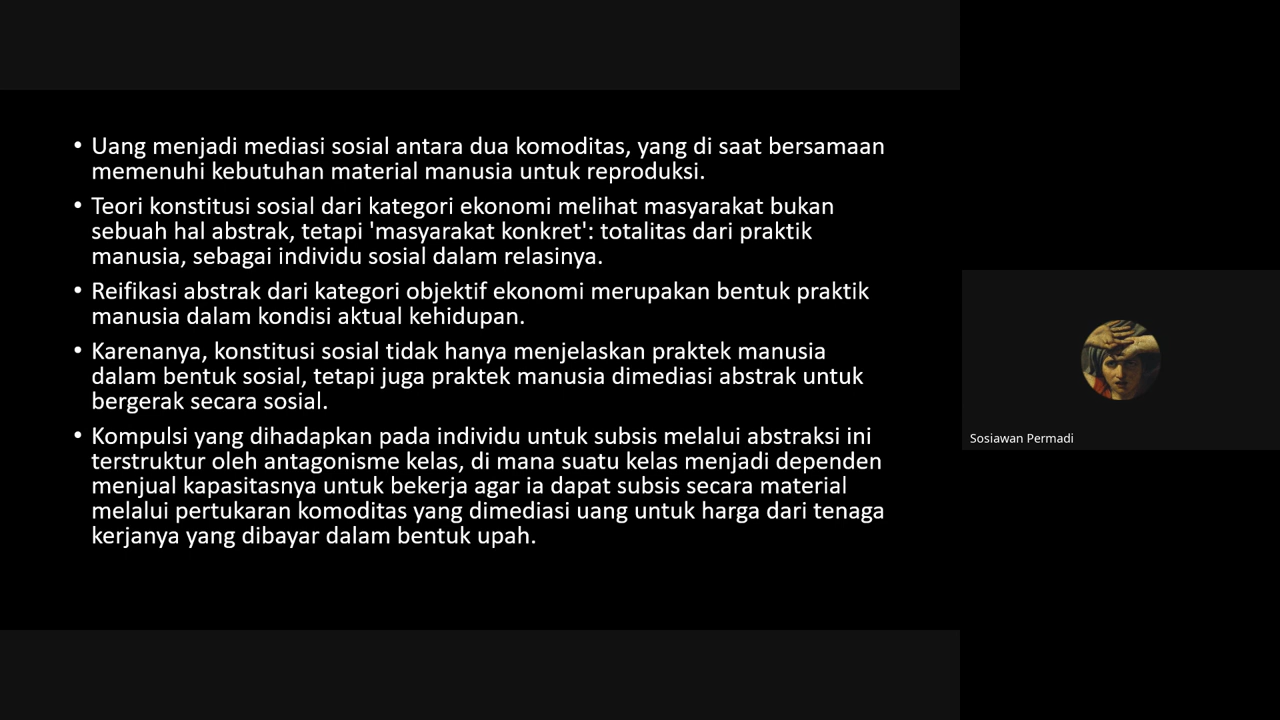 • Uang menjadi mediasi sosial antara dua komoditas, yang di saat bersamaan
memenuhi kebutuhan material manusia untuk reproduksi.
• Teori konstitusi sosial dari kategori ekonomi melihat masyarakat bukan
sebuah hal abstrak, tetapi 'masyarakat konkret': totalitas dari praktik
manusia, sebagai individu sosial dalam relasinya.
• Reifikasi abstrak dari kategori objektif ekonomi merupakan bentuk praktik
manusia dalam kondisi aktual kehidupan.
• Karenanya, konstitusi sosial tidak hanya menjelaskan praktek manusia
dalam bentuk sosial, tetapi juga praktek manusia dimediasi abstrak untuk
bergerak secara sosial.
• Kompulsi yang dihadapkan pada individu untuk subsis melalui abstraksi ini
terstruktur oleh antagonisme kelas, di mana suatu kelas menjadi dependen
menjual kapasitasnya untuk bekerja agar ia dapat subsis secara material
melalui pertukaran komoditas yang dimediasi uang untuk harga dari tenaga
kerjanya yang dibayar dalam bentuk upah.
Sosiawan Permadi